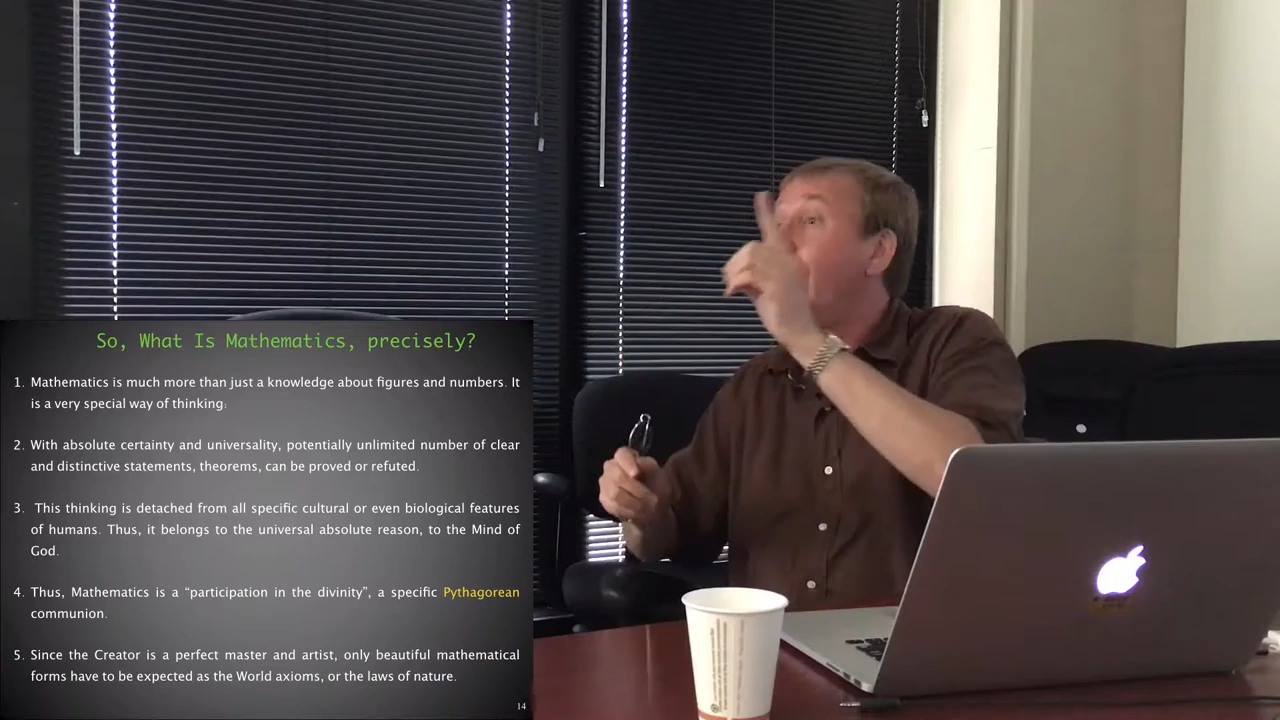 So, What Is Mathematics, precisely?
1. Mathematics is much more than just a knowledge about figures and numbers. It
is a very special way of thinking:
2. With absolute certainty and universality, potentially unlimited number of clear
and distinctive statements, theorems, can be proved or refuted.
3. This thinking is detached from all specific cultural or even biological features
of humans. Thus, it belongs to the universal absolute reason, to the Mind of
God.
4. Thus, Mathematics is a “participation in the divinity”, a specific Pythagorean
communion.
5. Since the Creator is a perfect master and artist, only beautiful mathematical
forms have to be expected as the World axioms, or the laws of nature.
14